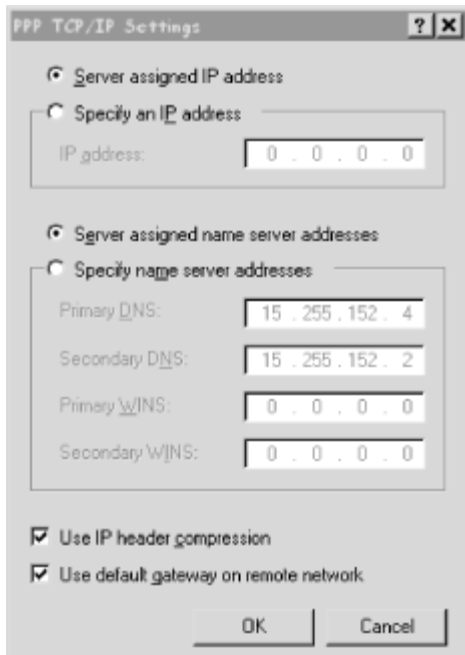 PPP TCP/IP Settings
Server assigned IP address
Specify an IP address
IP address: 0 . 0 . 0 . 0
Server assigned name server addresses
Specify name server addresses
Primary DNS: 15 . 255 . 152 . 4
Secondary DNS: 15 . 255 . 152 . 2
Primary WINS: 0 . 0 . 0 . 0
Secondary WINS: 0 . 0 . 0 . 0
Use IP header compression
Use default gateway on remote network
OK Cancel